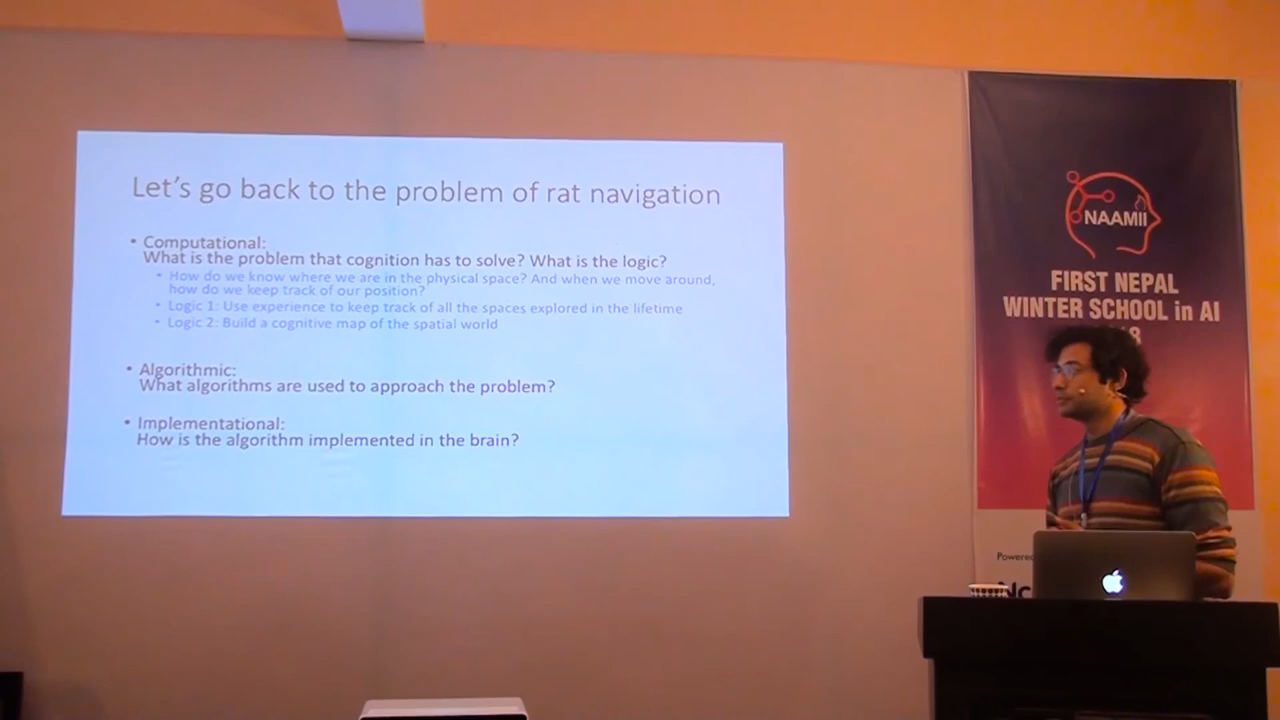 Let's go back to the problem of rat navigation
• Computational:
What is the problem that cognition has to solve? What is the logic?
• How do we know where we are in the physical space? And when we move around,
how do we keep track of our position?
• Logic 1: Use experience to keep track of all the spaces explored in the lifetime
• Logic 2: Build a cognitive map of the spatial world
• Algorithmic:
What algorithms are used to approach the problem?
• Implementational:
How is the algorithm implemented in the brain?
NAAMII
FIRST NEPAL
WINTER SCHOOL in AI